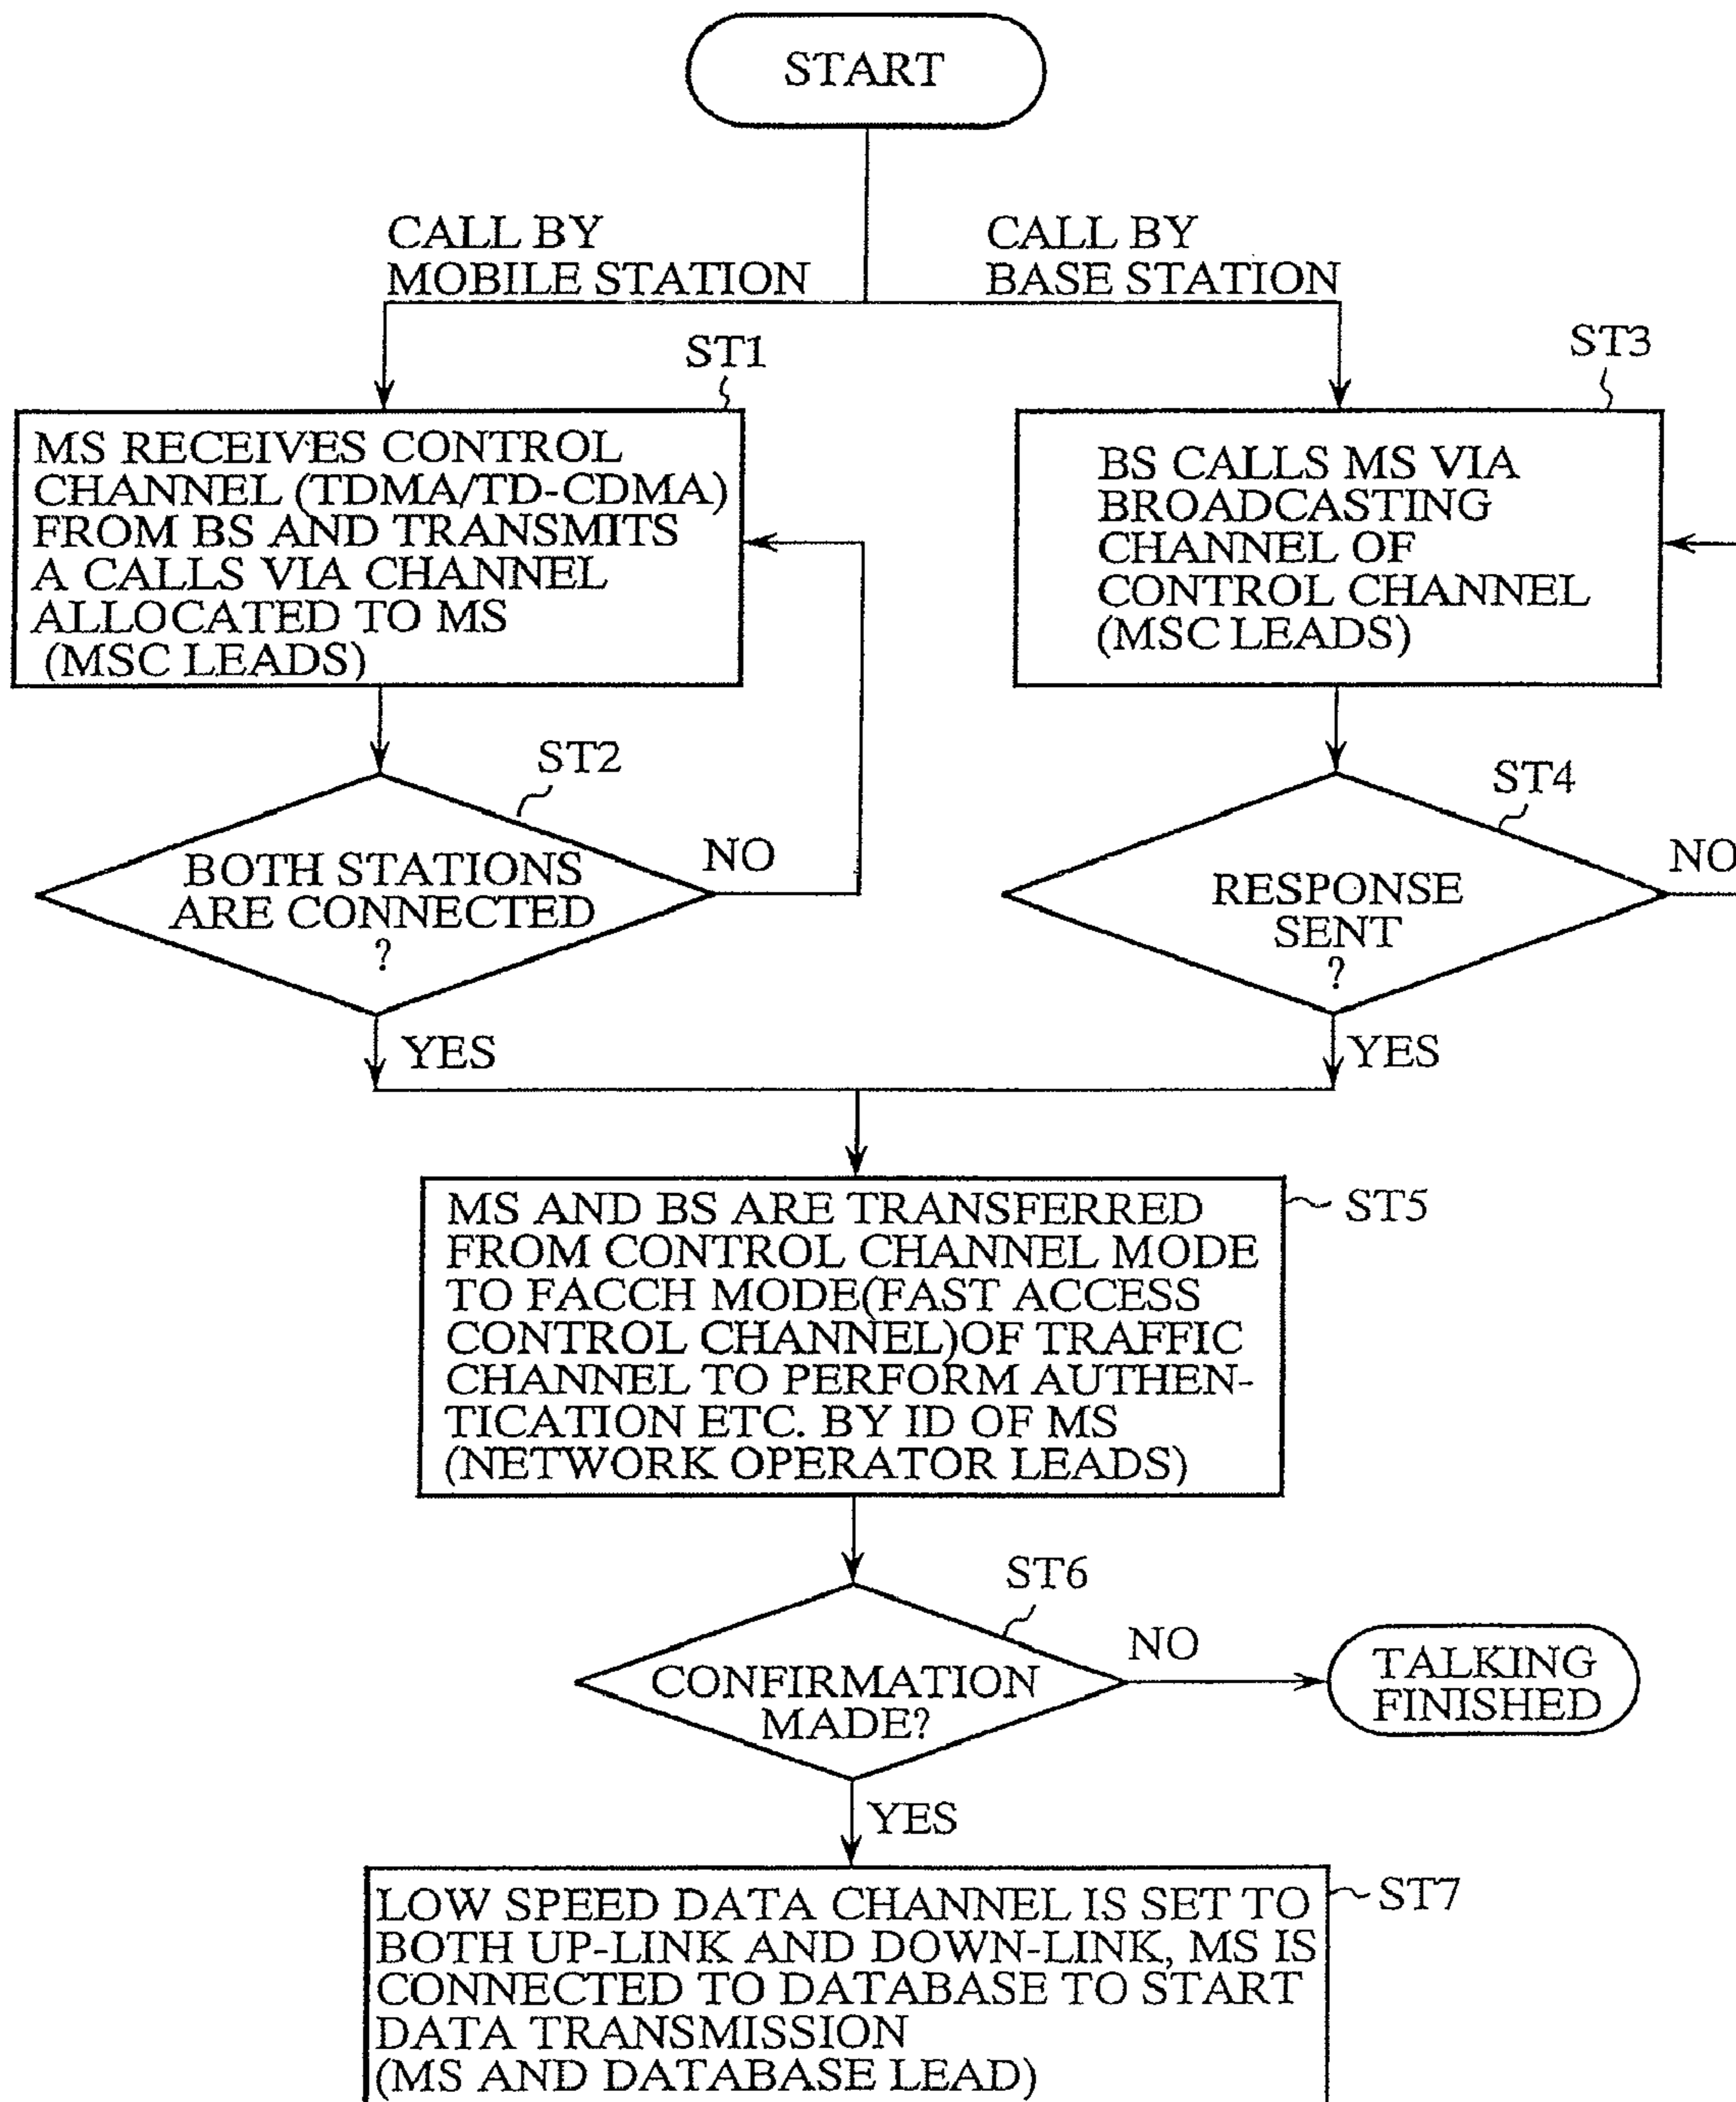 START
CALL BY
MOBILE STATION
CALL BY
BASE STATION
ST1
MS RECEIVES CONTROL
CHANNEL (TDMA/TD-CDMA)
FROM BS AND TRANSMITS
A CALLS VIA CHANNEL
ALLOCATED TO MS
(MSC LEADS)
ST3
BS CALLS MS VIA
BROADCASTING
CHANNEL OF
CONTROL CHANNEL
(MSC LEADS)
ST2
BOTH STATIONS
ARE CONNECTED
?
NO
YES
ST4
RESPONSE
SENT
?
NO
YES
MS AND BS ARE TRANSFERRED
FROM CONTROL CHANNEL MODE
TO FACCH MODE(FAST ACCESS
CONTROL CHANNEL)OF TRAFFIC
CHANNEL TO PERFORM AUTHEN-
TICATION ETC. BY ID OF MS
(NETWORK OPERATOR LEADS)
ST5
ST6
CONFIRMATION
MADE?
NO
TALKING
FINISHED
YES
LOW SPEED DATA CHANNEL IS SET TO
BOTH UP-LINK AND DOWN-LINK, MS IS
CONNECTED TO DATABASE TO START
DATA TRANSMISSION
(MS AND DATABASE LEAD)
ST7